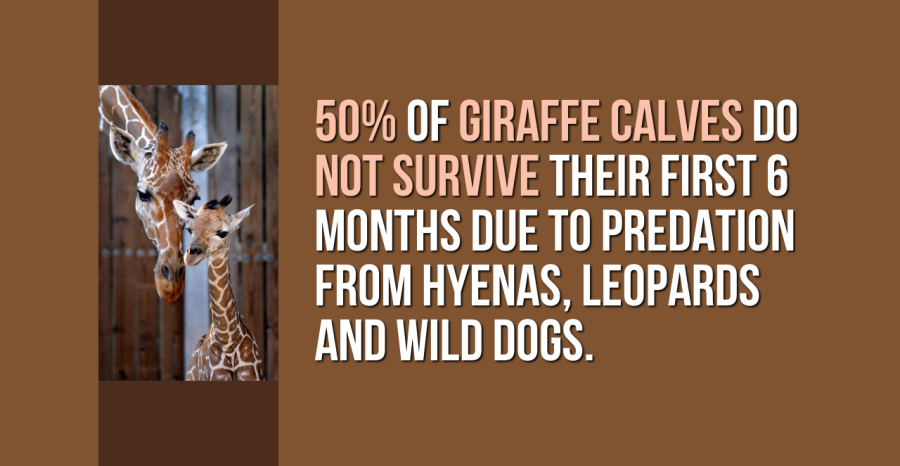 50% OF GIRAFFE CALVES DO
NOT SURVIVE THEIR FIRST 6
MONTHS DUE TO PREDATION
FROM HYENAS, LEOPARDS
AND WILD DOGS.